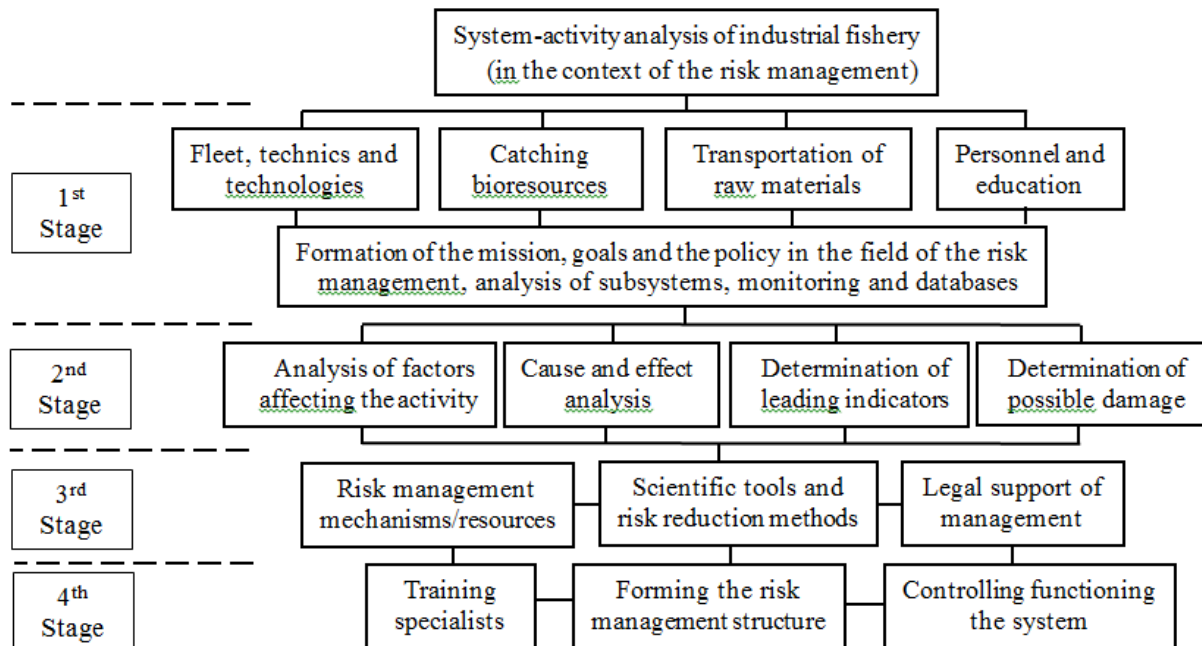 System-activity analysis of industrial fishery
(in the context of the risk management)
1st
Stage
Fleet, technics and
technologies
Catching
bioresources
Transportation of
raw materials
Personnel and
education
Formation of the mission, goals and the policy in the field of the risk
management, analysis of subsystems, monitoring and databases
2nd
Stage
Analysis of factors
affecting the activity
Cause and effect
analysis
Determination of
leading indicators
Determination of
possible damage
3rd
Stage
Risk management
mechanisms/resources
Scientific tools and
risk reduction methods
Legal support of
management
4th
Stage
Training
specialists
Forming the risk
management structure
Controlling functioning
the system